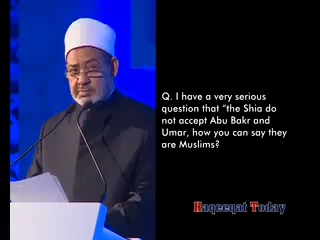 Q. I have a very serious
question that “the Shia do
not accept Abu Bakr and
Umar, how you can say they
are Muslims?
Haqeeqat Today